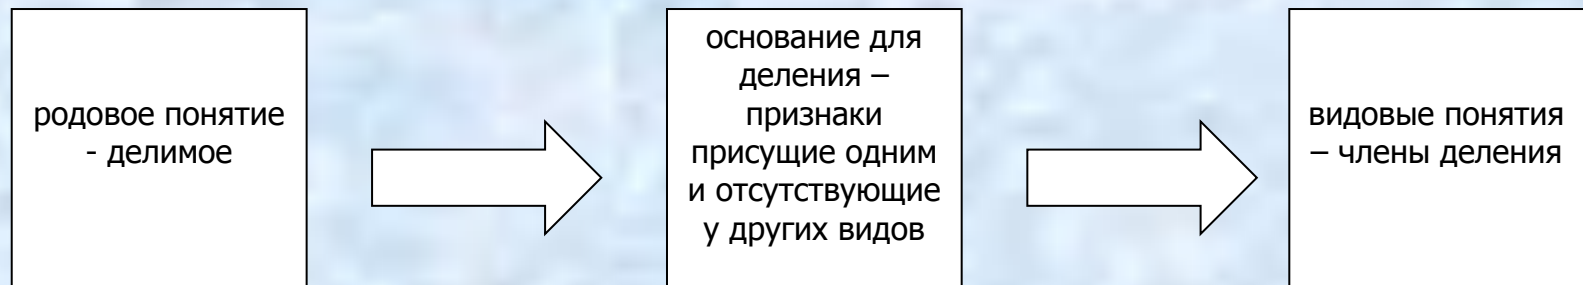 родовое понятие
- делимое
основание для
деления –
признаки
присущие одним
и отсутствующие
у других видов
видовые понятия
– члены деления